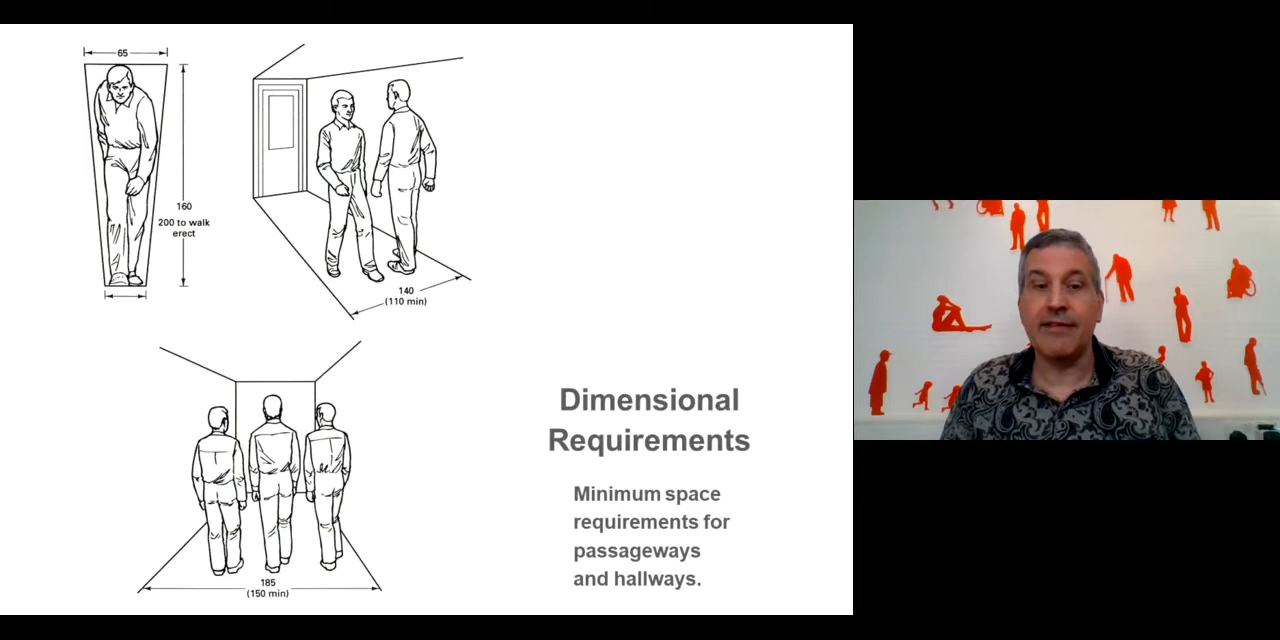 65
160
200 to walk
erect
140
(110 min)
185
(150 min)
Dimensional
Requirements
Minimum space
requirements for
passageways
and hallways.